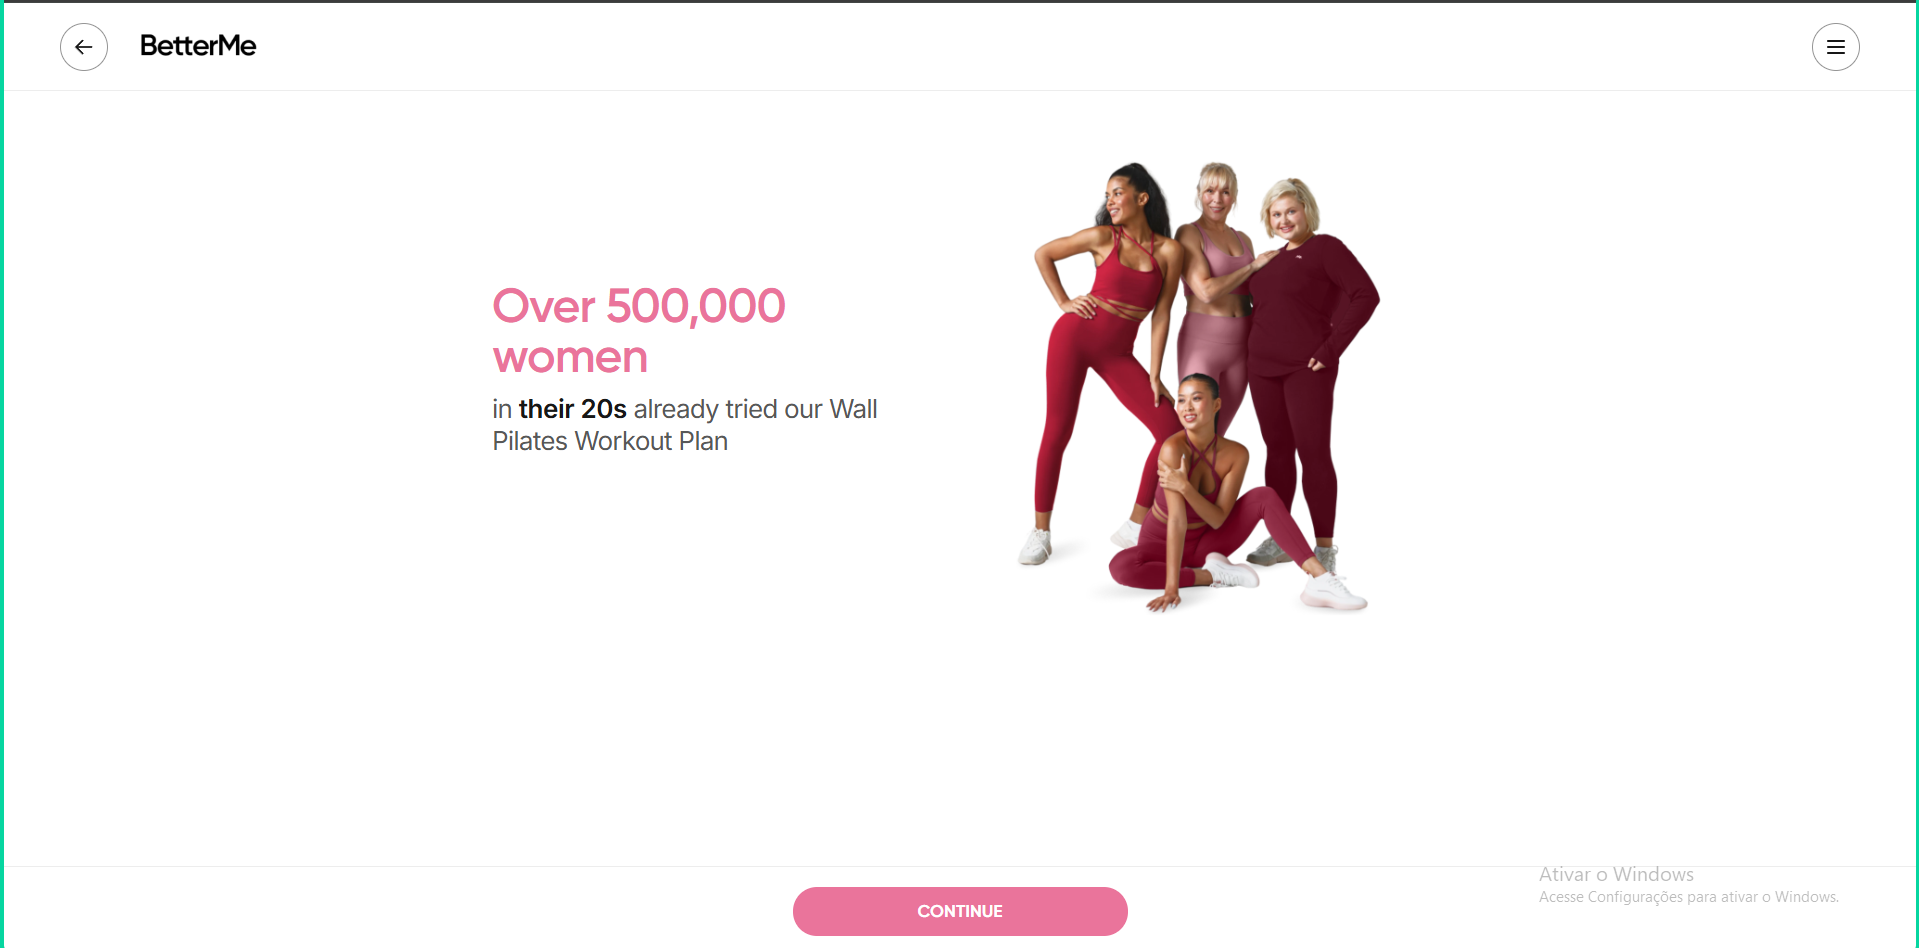 BetterMe
Over 500,000
women
in their 20s already tried our Wall
Pilates Workout Plan
CONTINUE
Ativar o Windows
Acesse Configurações para ativar o Windows.